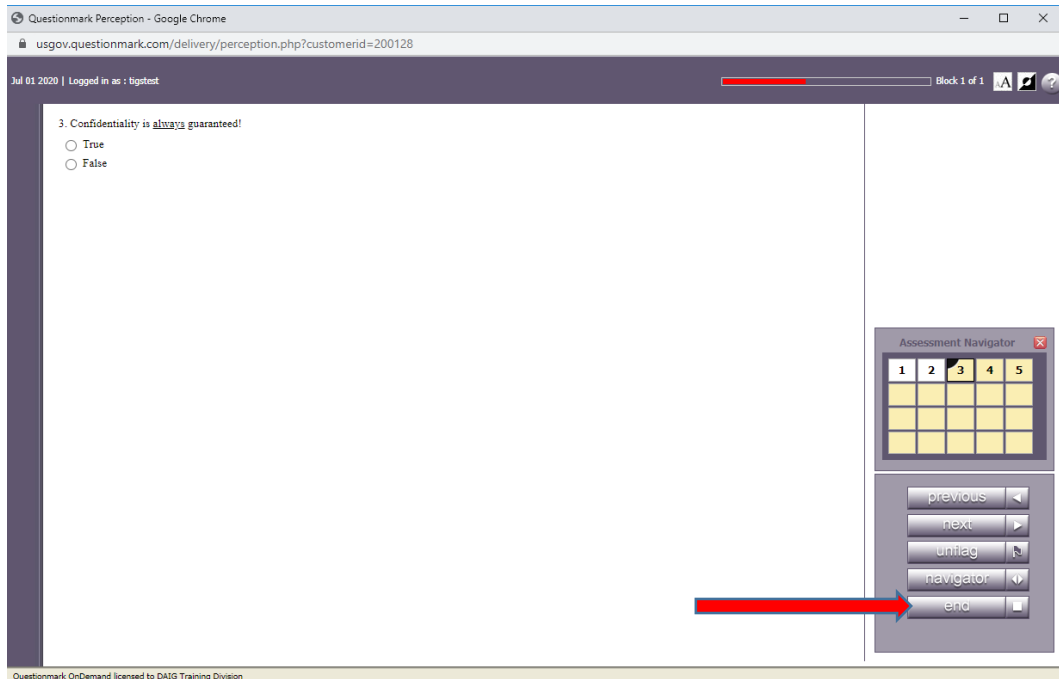 Questionmark Perception - Google Chrome
usgov.questionmark.com/delivery/perception.php?customerid=200128
Jul 01 2020 | Logged in as : tigstest
Block 1 of 1
AA
?
3. Confidentiality is always guaranteed!
True
False
Assessment Navigator
1 2 3 4 5
previous
next
unflag
navigator
end
Questionmark OnDemand licensed to DAIG Training Division